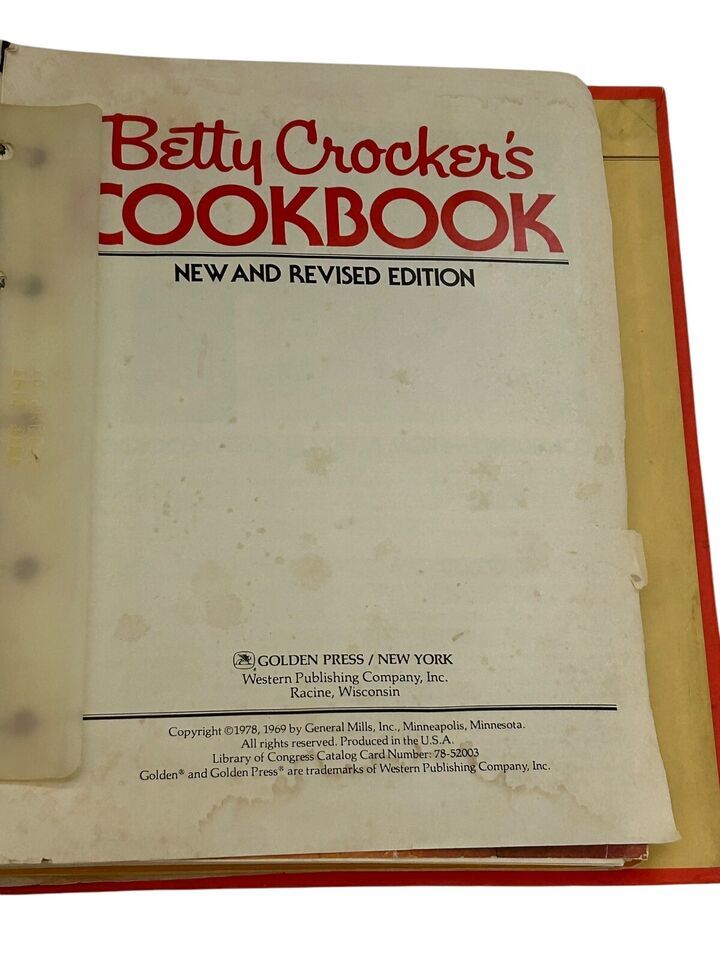 Betty Crocker's
COOKBOOK
NEW AND REVISED EDITION
GOLDEN PRESS / NEW YORK
Western Publishing Company, Inc.
Racine, Wisconsin
Copyright ©1978, 1969 by General Mills, Inc., Minneapolis, Minnesota.
All rights reserved. Produced in the U.S.A.
Library of Congress Catalog Card Number: 78-52003
Golden® and Golden Press® are trademarks of Western Publishing Company, Inc.